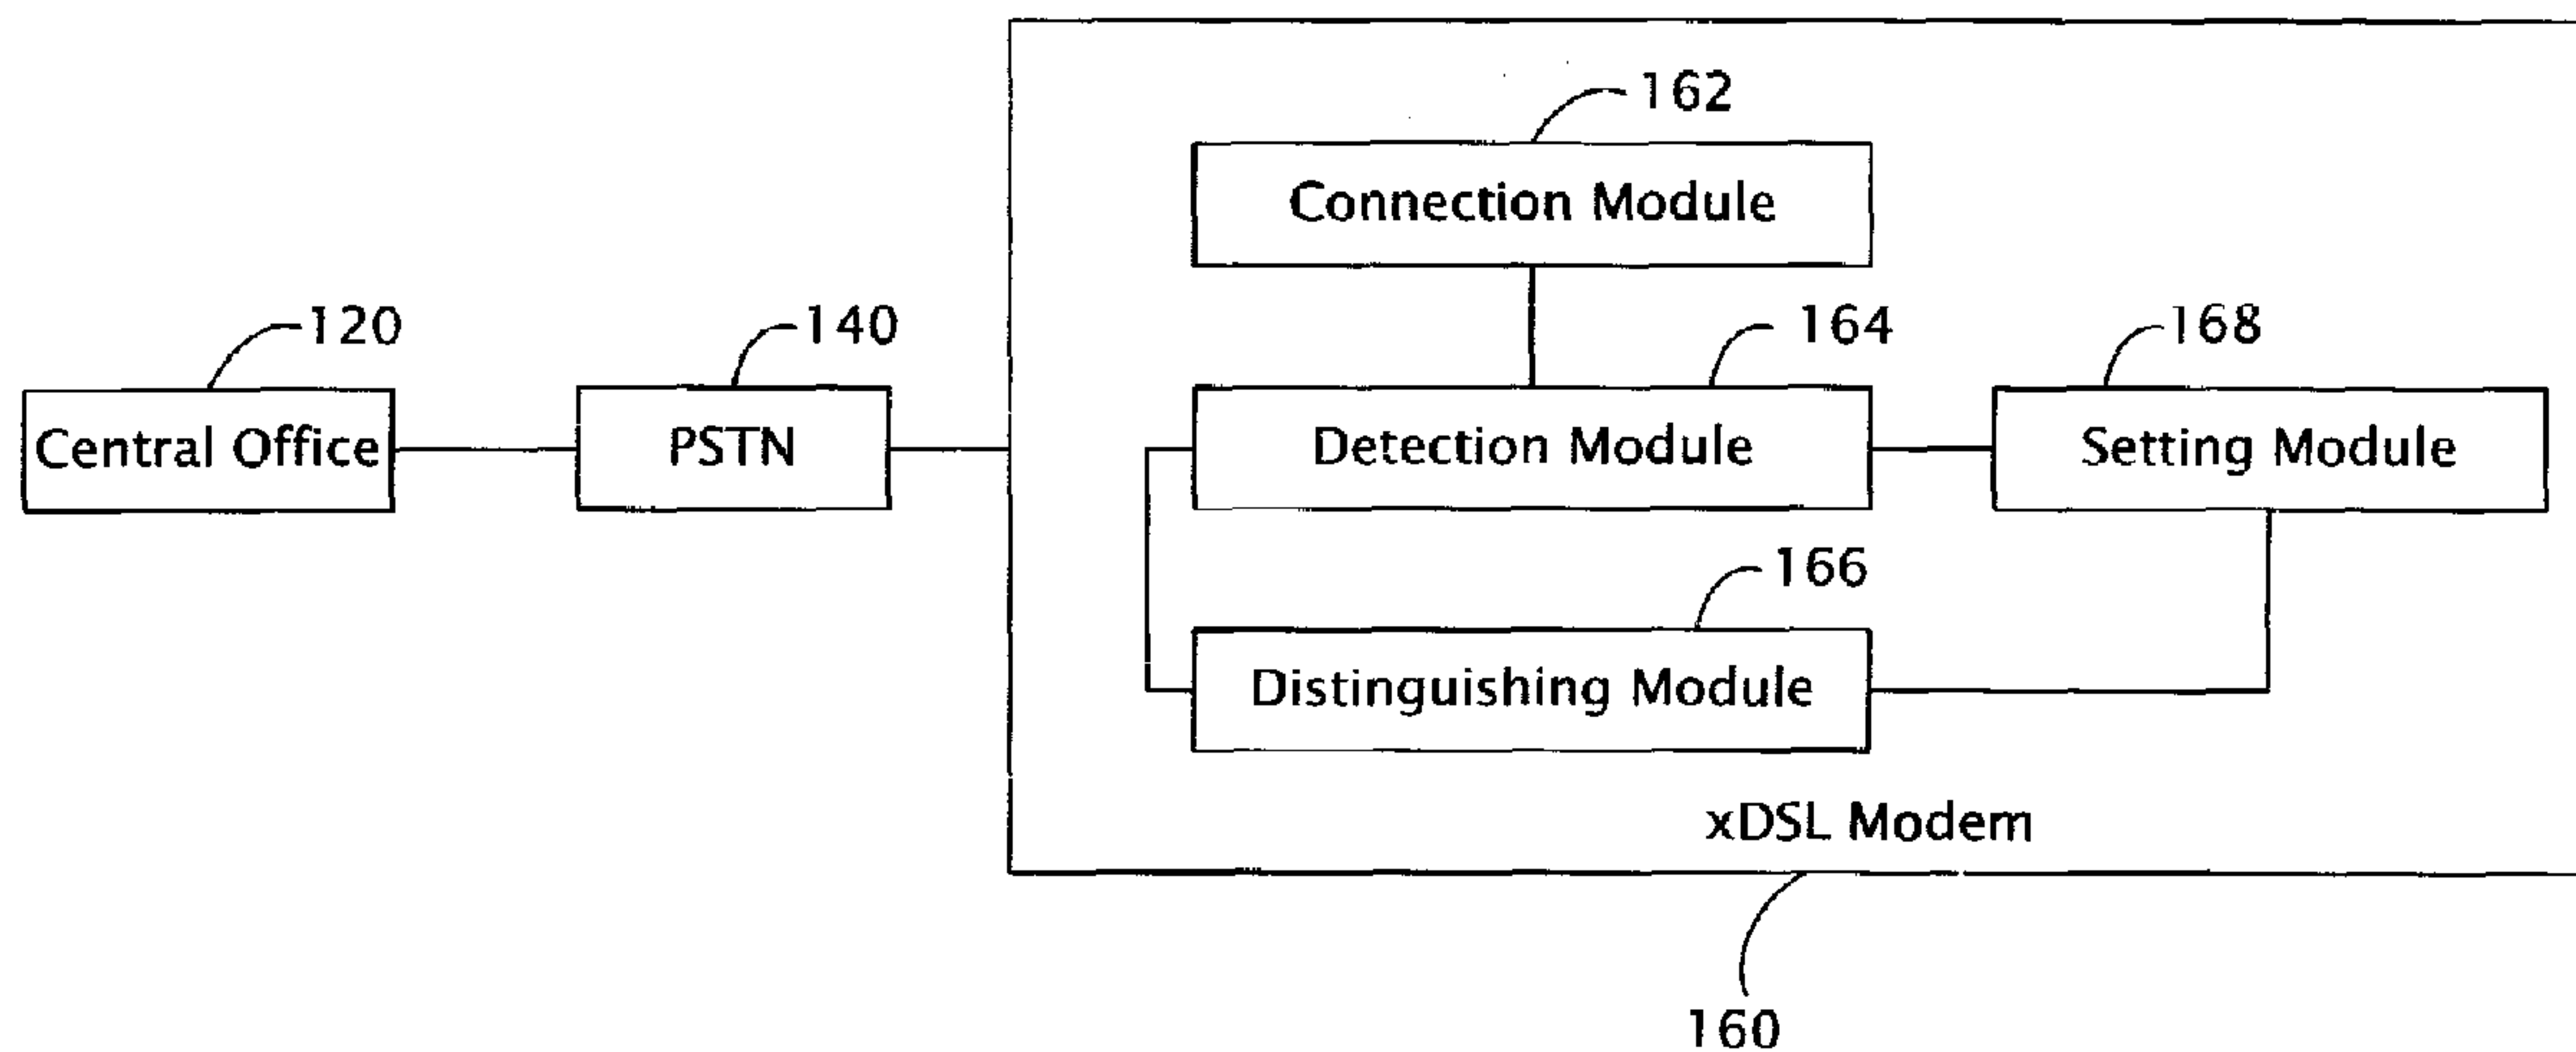 162
Connection Module
120
140
164
168
Central Office
PSTN
Detection Module
Setting Module
166
Distinguishing Module
xDSL Modem
160